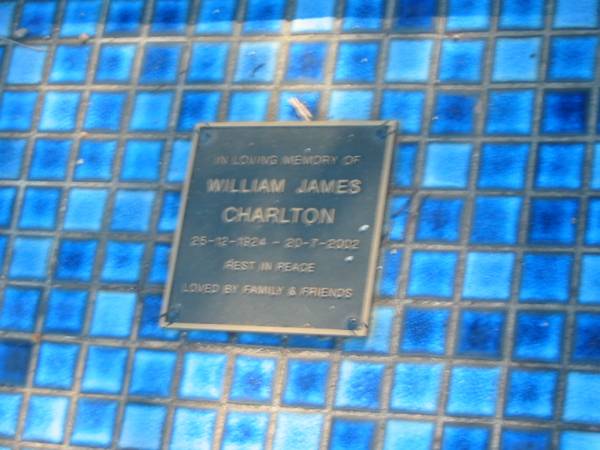 IN LOVING MEMORY OF
WILLIAM JAMES
CHARLTON
25-12-1924 - 20-7-2002
REST IN PEACE
LOVED BY FAMILY & FRIENDS